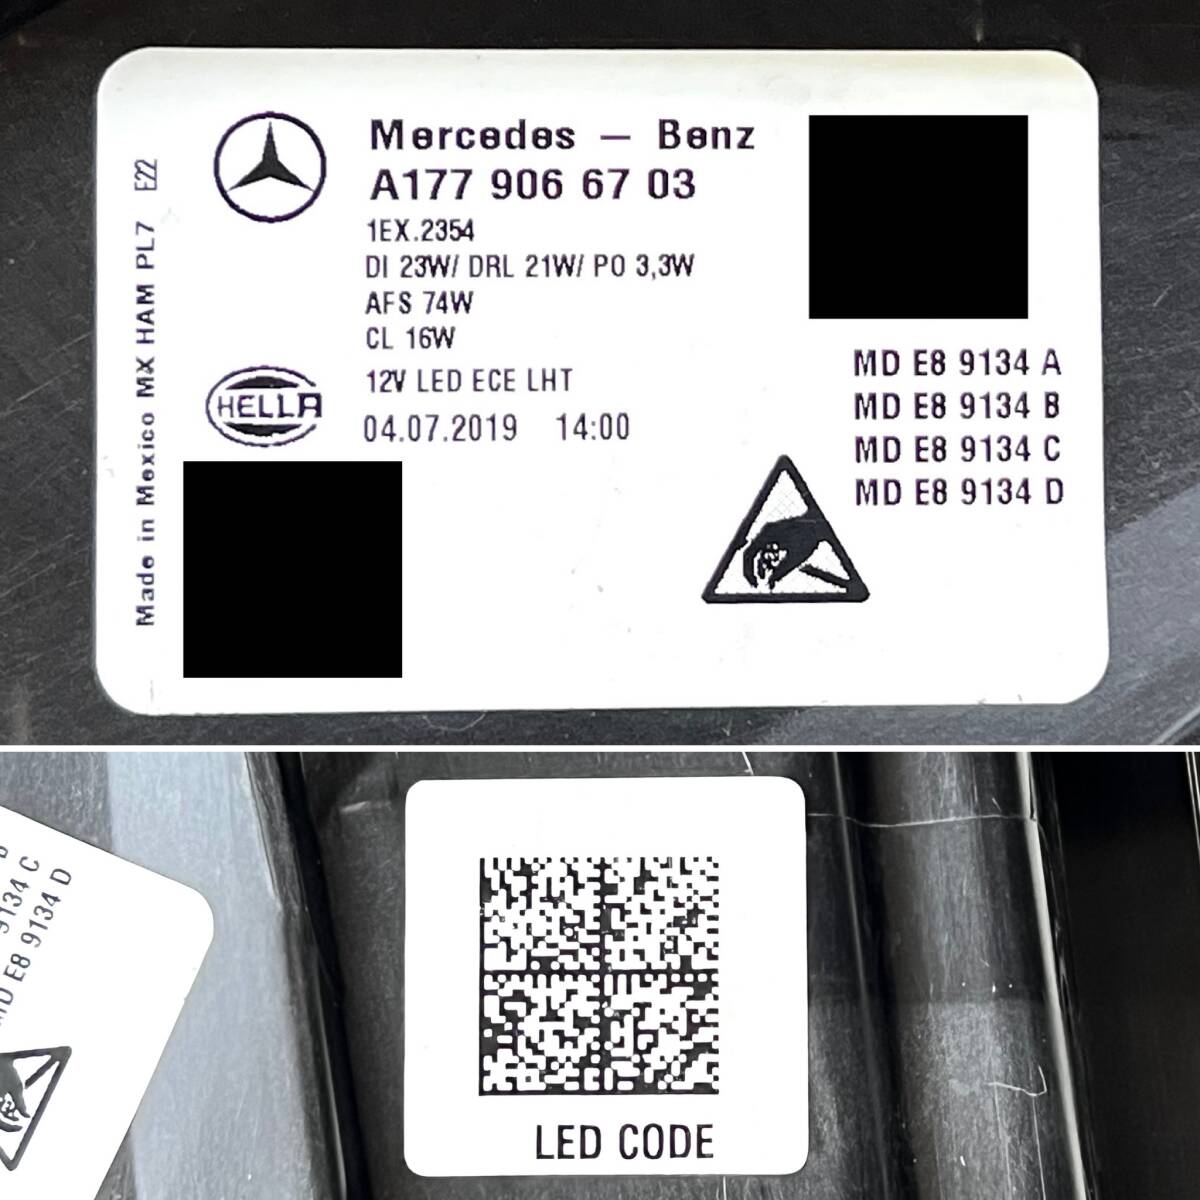 Mercedes – Benz
A177 906 67 03
1EX.2354
DI 23W/ DRL 21W/ PO 3,3W
AFS 74W
CL 16W
12V LED ECE LHT
04.07.2019 14:00
HELLA
Made in Mexico MX HAM PL7 E22
MD E8 9134 A
MD E8 9134 B
MD E8 9134 C
MD E8 9134 D
9134 C
MD E8 9134 D
LED CODE